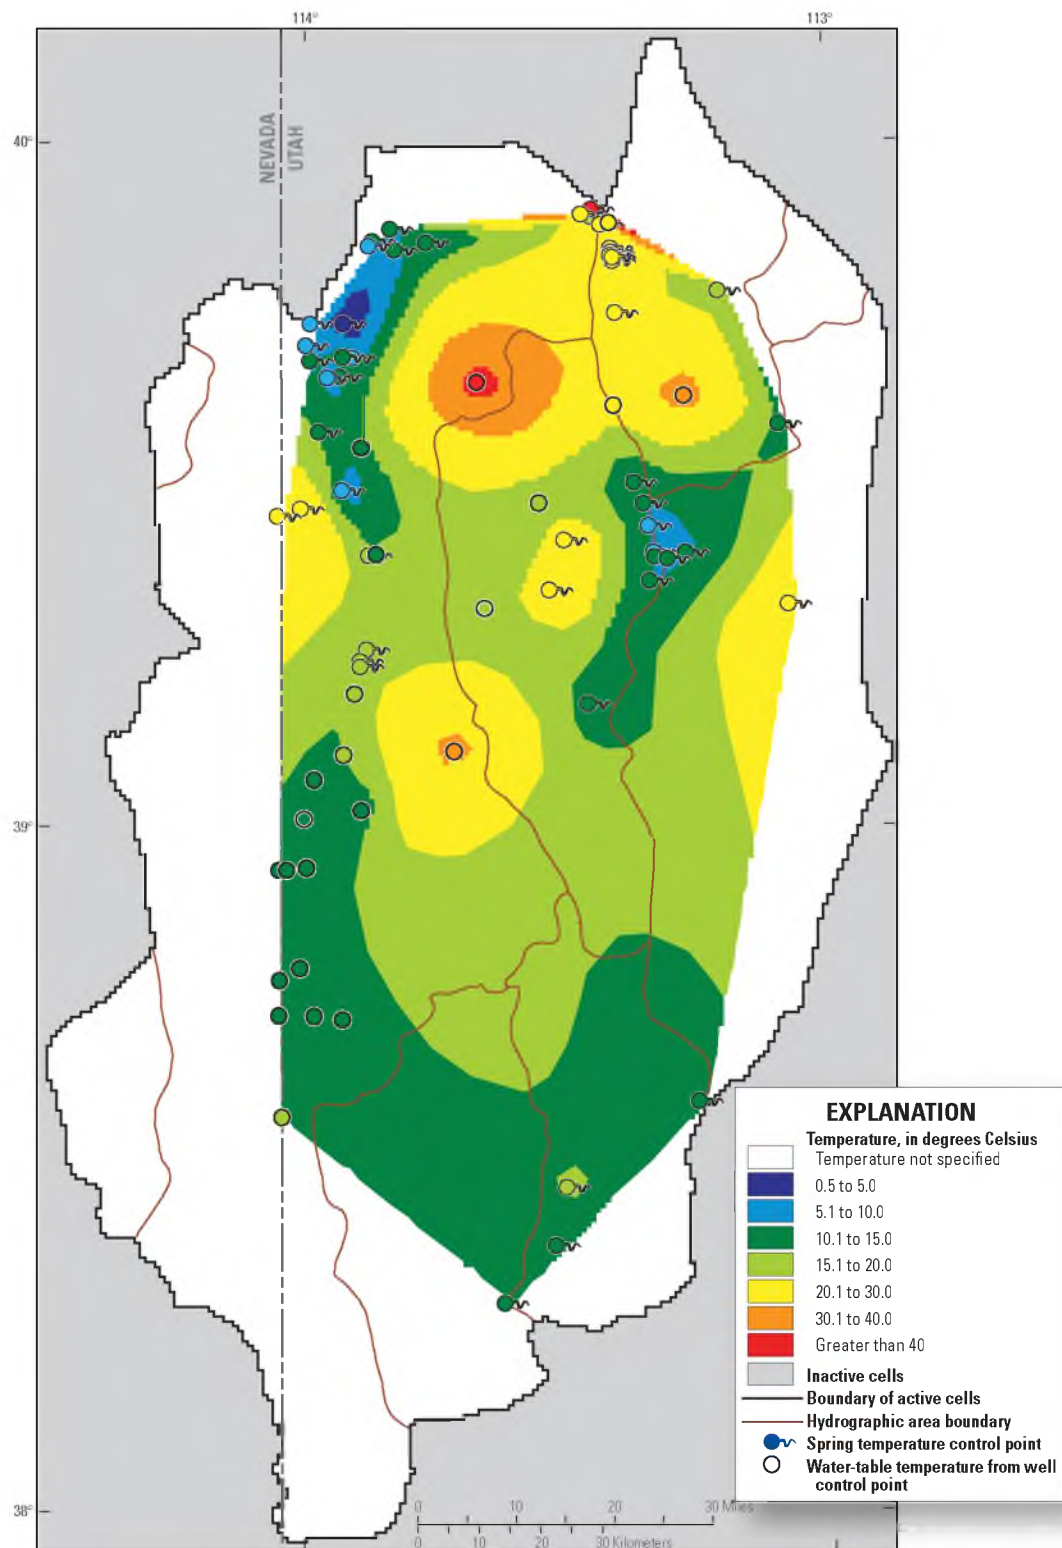 114°
113°
40°
NEVADA
UTAH
39°
38°
EXPLANATION
Temperature, in degrees Celsius
Temperature not specified
0.5 to 5.0
5.1 to 10.0
10.1 to 15.0
15.1 to 20.0
20.1 to 30.0
30.1 to 40.0
Greater than 40
Inactive cells
Boundary of active cells
Hydrographic area boundary
Spring temperature control point
Water-table temperature from well
control point
0 10 20 30 Miles
0 10 20 30 Kilometers